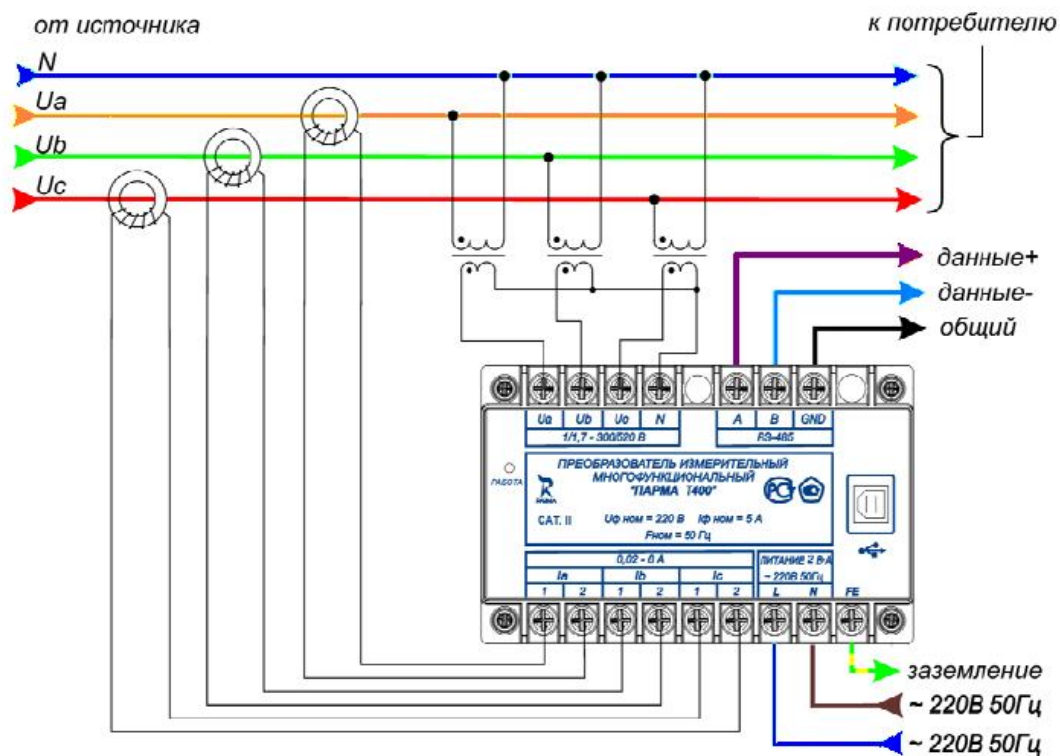 от источника
к потребителю
N
Ua
Ub
Uc
данные+
данные-
общий
Ua Ub Uc N
A B GND
1/1,7 - 300/520 В
RS-485
РАБОТА
ПРЕОБРАЗОВАТЕЛЬ ИЗМЕРИТЕЛЬНЫЙ
МНОГОФУНКЦИОНАЛЬНЫЙ
"ПАРМА Т400"
CAT. II
Uф ном = 220 В Iф ном = 5 А
Fном = 50 Гц
0,02 - 6 А
ПИТАНИЕ 2 В·А
~ 220В 50Гц
Ia Ib Ic
1 2 1 2 1 2
L N FE
заземление
~ 220В 50Гц
~ 220В 50Гц